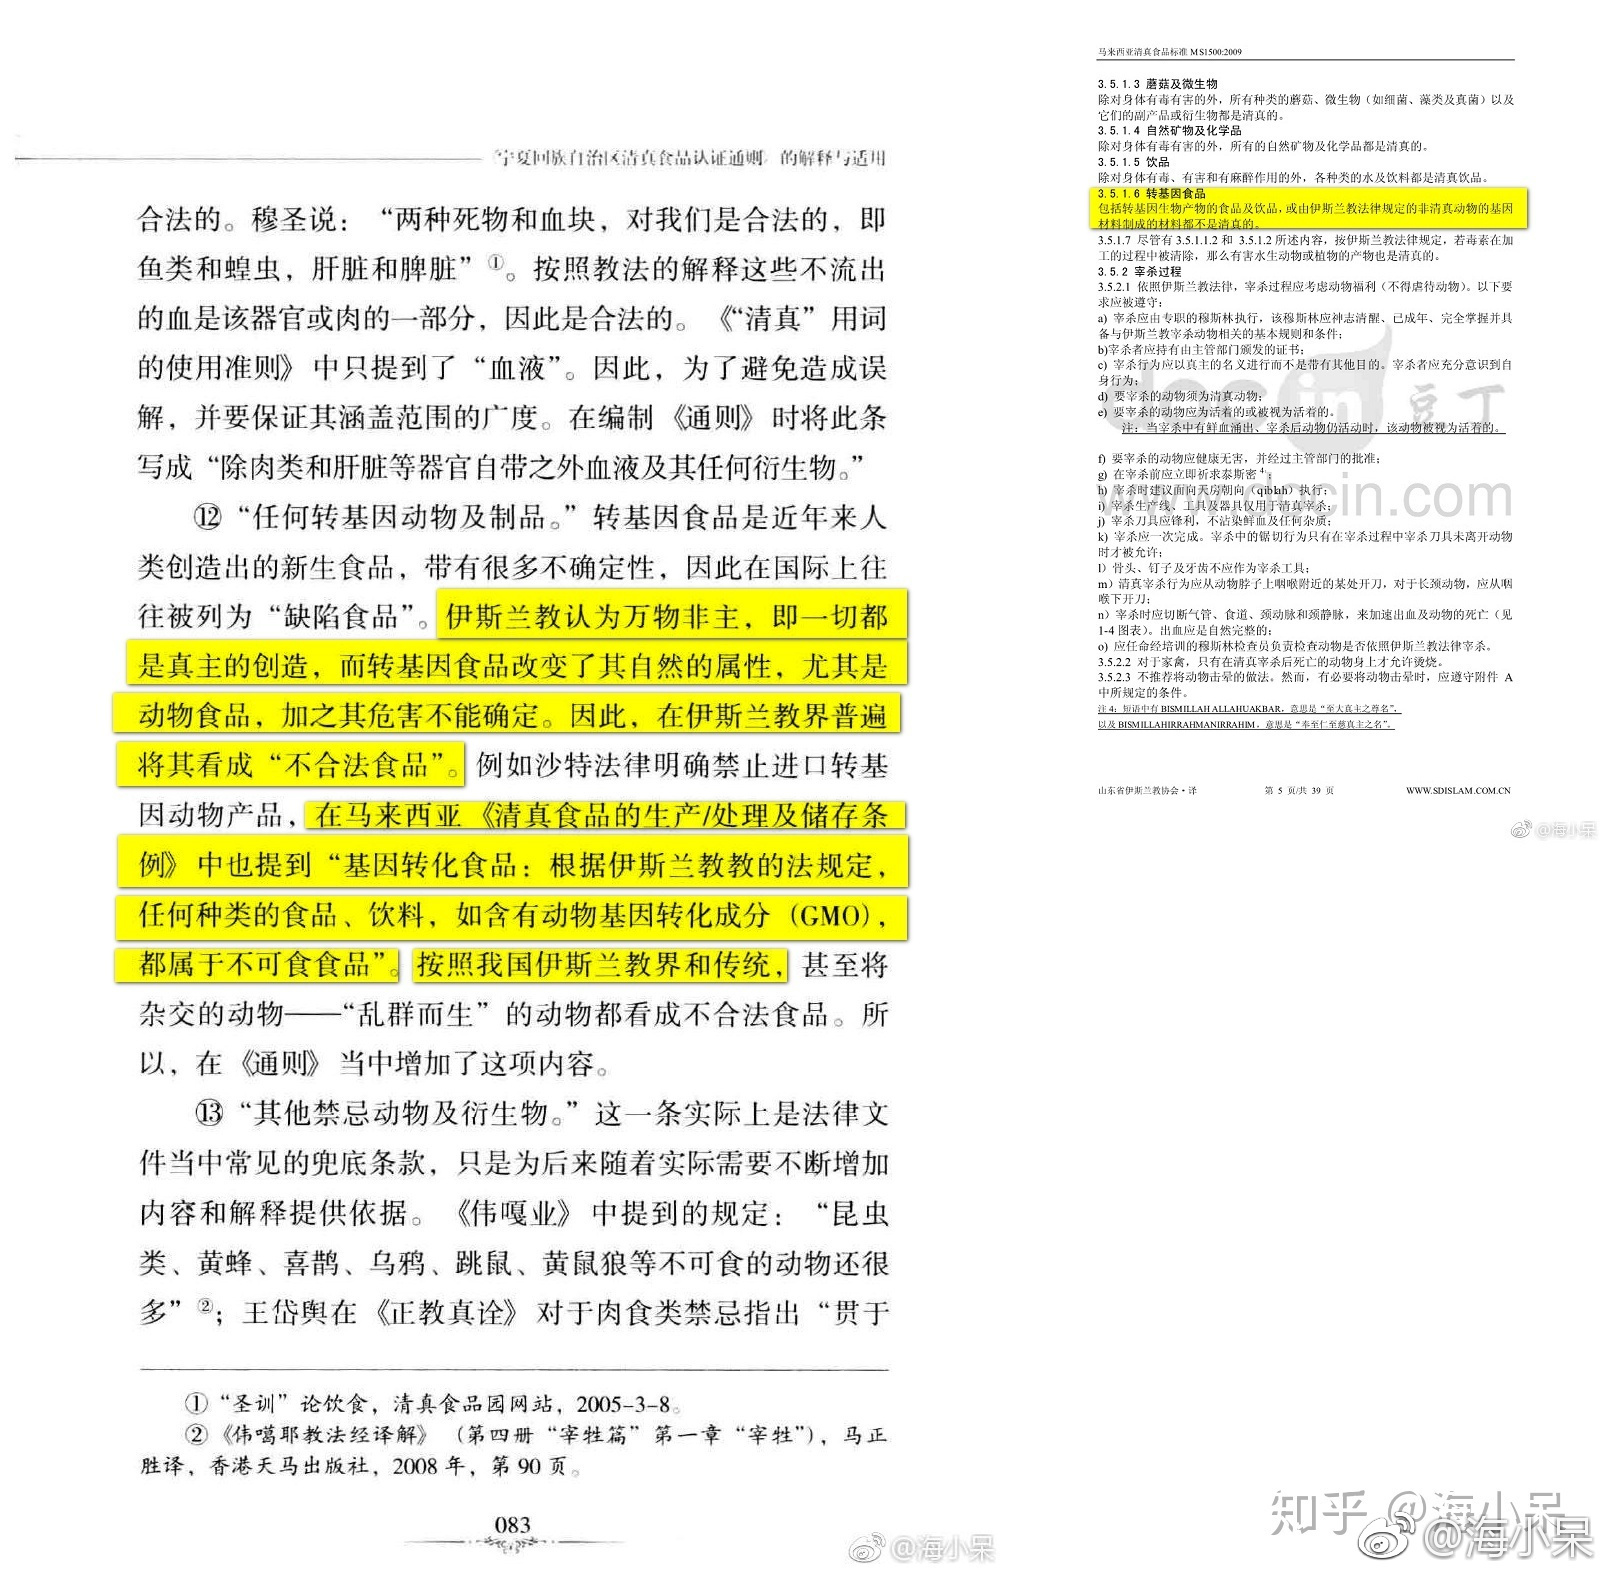 《宁夏回族自治区清真食品认证通则》的解释与适用
合法的。穆圣说：“两种死物和血块，对我们是合法的，即
鱼类和蝗虫，肝脏和脾脏”①。按照教法的解释这些不流出
的血是该器官或肉的一部分，因此是合法的。《“清真”用词
的使用准则》中只提到了“血液”。因此，为了避免造成误
解，并要保证其涵盖范围的广度。在编制《通则》时将此条
写成“除肉类和肝脏等器官自带之外血液及其任何衍生物。”
⑫“任何转基因动物及制品。”转基因食品是近年来人
类创造出的新生食品，带有很多不确定性，因此在国际上往
往被列为“缺陷食品”。伊斯兰教认为万物非主，即一切都
是真主的创造，而转基因食品改变了其自然的属性，尤其是
动物食品，加之其危害不能确定。因此，在伊斯兰教界普遍
将其看成“不合法食品”。例如沙特法律明确禁止进口转基
因动物产品，在马来西亚《清真食品的生产/处理及储存条
例》中也提到“基因转化食品：根据伊斯兰教教的法规定，
任何种类的食品、饮料，如含有动物基因转化成分（GMO），
都属于不可食食品”。按照我国伊斯兰教界和传统，甚至将
杂交的动物——“乱群而生”的动物都看成不合法食品。所
以，在《通则》当中增加了这项内容。
⑬“其他禁忌动物及衍生物。”这一条实际上是法律文
件当中常见的兜底条款，只是为后来随着实际需要不断增加
内容和解释提供依据。《伟嘎业》中提到的规定：“昆虫
类、黄蜂、喜鹊、乌鸦、跳鼠、黄鼠狼等不可食的动物还很
多”②；王岱舆在《正教真诠》对于肉食类禁忌指出“贯于
①“圣训”论饮食，清真食品园网站，2005-3-8。
②《伟噶耶教法经译解》（第四册“宰牲篇”第一章“宰牲”），马正
胜译，香港天马出版社，2008年，第90页。
083
@海小呆
马来西亚清真食品标准 MS1500:2009
3.5.1.3 蘑菇及微生物
除对身体有毒有害的外，所有种类的蘑菇、微生物（如细菌、藻类及真菌）以及
它们的副产品或衍生物都是清真的。
3.5.1.4 自然矿物及化学品
除对身体有毒有害的外，所有的自然矿物及化学品都是清真的。
3.5.1.5 饮品
除对身体有毒、有害和有麻醉作用的外，各种类的水及饮料都是清真饮品。
3.5.1.6 转基因食品
包括转基因生物产物的食品及饮品，或由伊斯兰教法律规定的非清真动物的基因
材料制成的材料都不是清真的。
3.5.1.7 尽管有3.5.1.1.2和 3.5.1.2所述内容，按伊斯兰教法律规定，若毒素在加
工的过程中被清除，那么有害水生动物或植物的产物也是清真的。
3.5.2 宰杀过程
3.5.2.1 依照伊斯兰教法律，宰杀过程应考虑动物福利（不得虐待动物）。以下要
求应被遵守：
a) 宰杀应由专职的穆斯林执行，该穆斯林应神志清醒、已成年、完全掌握并具
备与伊斯兰教宰杀动物相关的基本规则和条件；
b)宰杀者应持有由主管部门颁发的证书；
c) 宰杀行为应以真主的名义进行而不是带有其他目的。宰杀者应充分意识到自
身行为；
d) 要宰杀的动物须为清真动物；
e) 要宰杀的动物应为活着的或被视为活着的。
注：当宰杀中有鲜血涌出、宰杀后动物仍活动时，该动物被视为活着的。
f) 要宰杀的动物应健康无害，并经过主管部门的批准；
g) 在宰杀前应立即祈求泰斯密4；
h) 宰杀时建议面向天房朝向（qiblah）执行；
i) 宰杀生产线、工具及器具仅用于清真宰杀；
j) 宰杀刀具应锋利，不沾染鲜血及任何杂质；
k) 宰杀应一次完成。宰杀中的锯切行为只有在宰杀过程中宰杀刀具未离开动物
时才被允许；
l) 骨头、钉子及牙齿不应作为宰杀工具；
m) 清真宰杀行为应从动物脖子上咽喉附近的某处开刀，对于长颈动物，应从咽
喉下开刀；
n) 宰杀时应切断气管、食道、颈动脉和颈静脉，来加速出血及动物的死亡（见
1-4图表）。出血应是自然完整的；
o) 应任命经培训的穆斯林检查员负责检查动物是否依照伊斯兰教法律宰杀。
3.5.2.2 对于家禽，只有在清真宰杀后死亡的动物身上才允许烫烧。
3.5.2.3 不推荐将动物击晕的做法。然而，有必要将动物击晕时，应遵守附件 A
中所规定的条件。
注 4：短语中有BISMILLAH ALLAHUAKBAR，意思是“至大真主之尊名”，
以及BISMILLAHIRRAHMANIRRAHIM，意思是“奉至仁至慈真主之名”。
山东省伊斯兰教协会·译 第 5 页/共 39 页 WWW.SDISLAM.COM.CN
docin 豆丁
www.docin.com
@海小呆
知乎 @海小呆
@海小呆